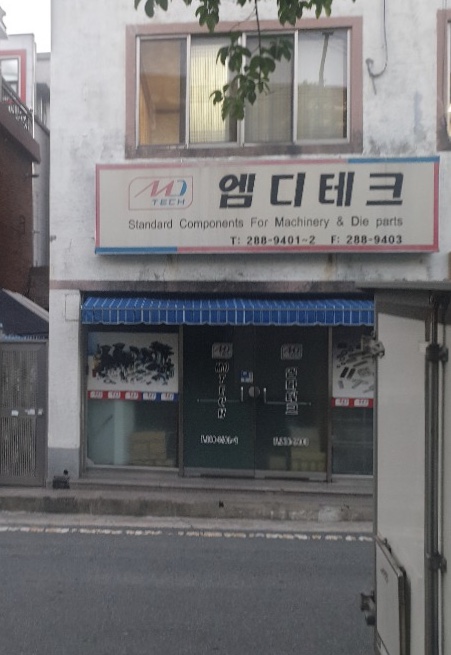 MD
TECH
엠디테크
Standard Components For Machinery & Die parts
T: 288-9401~2 F: 288-9403